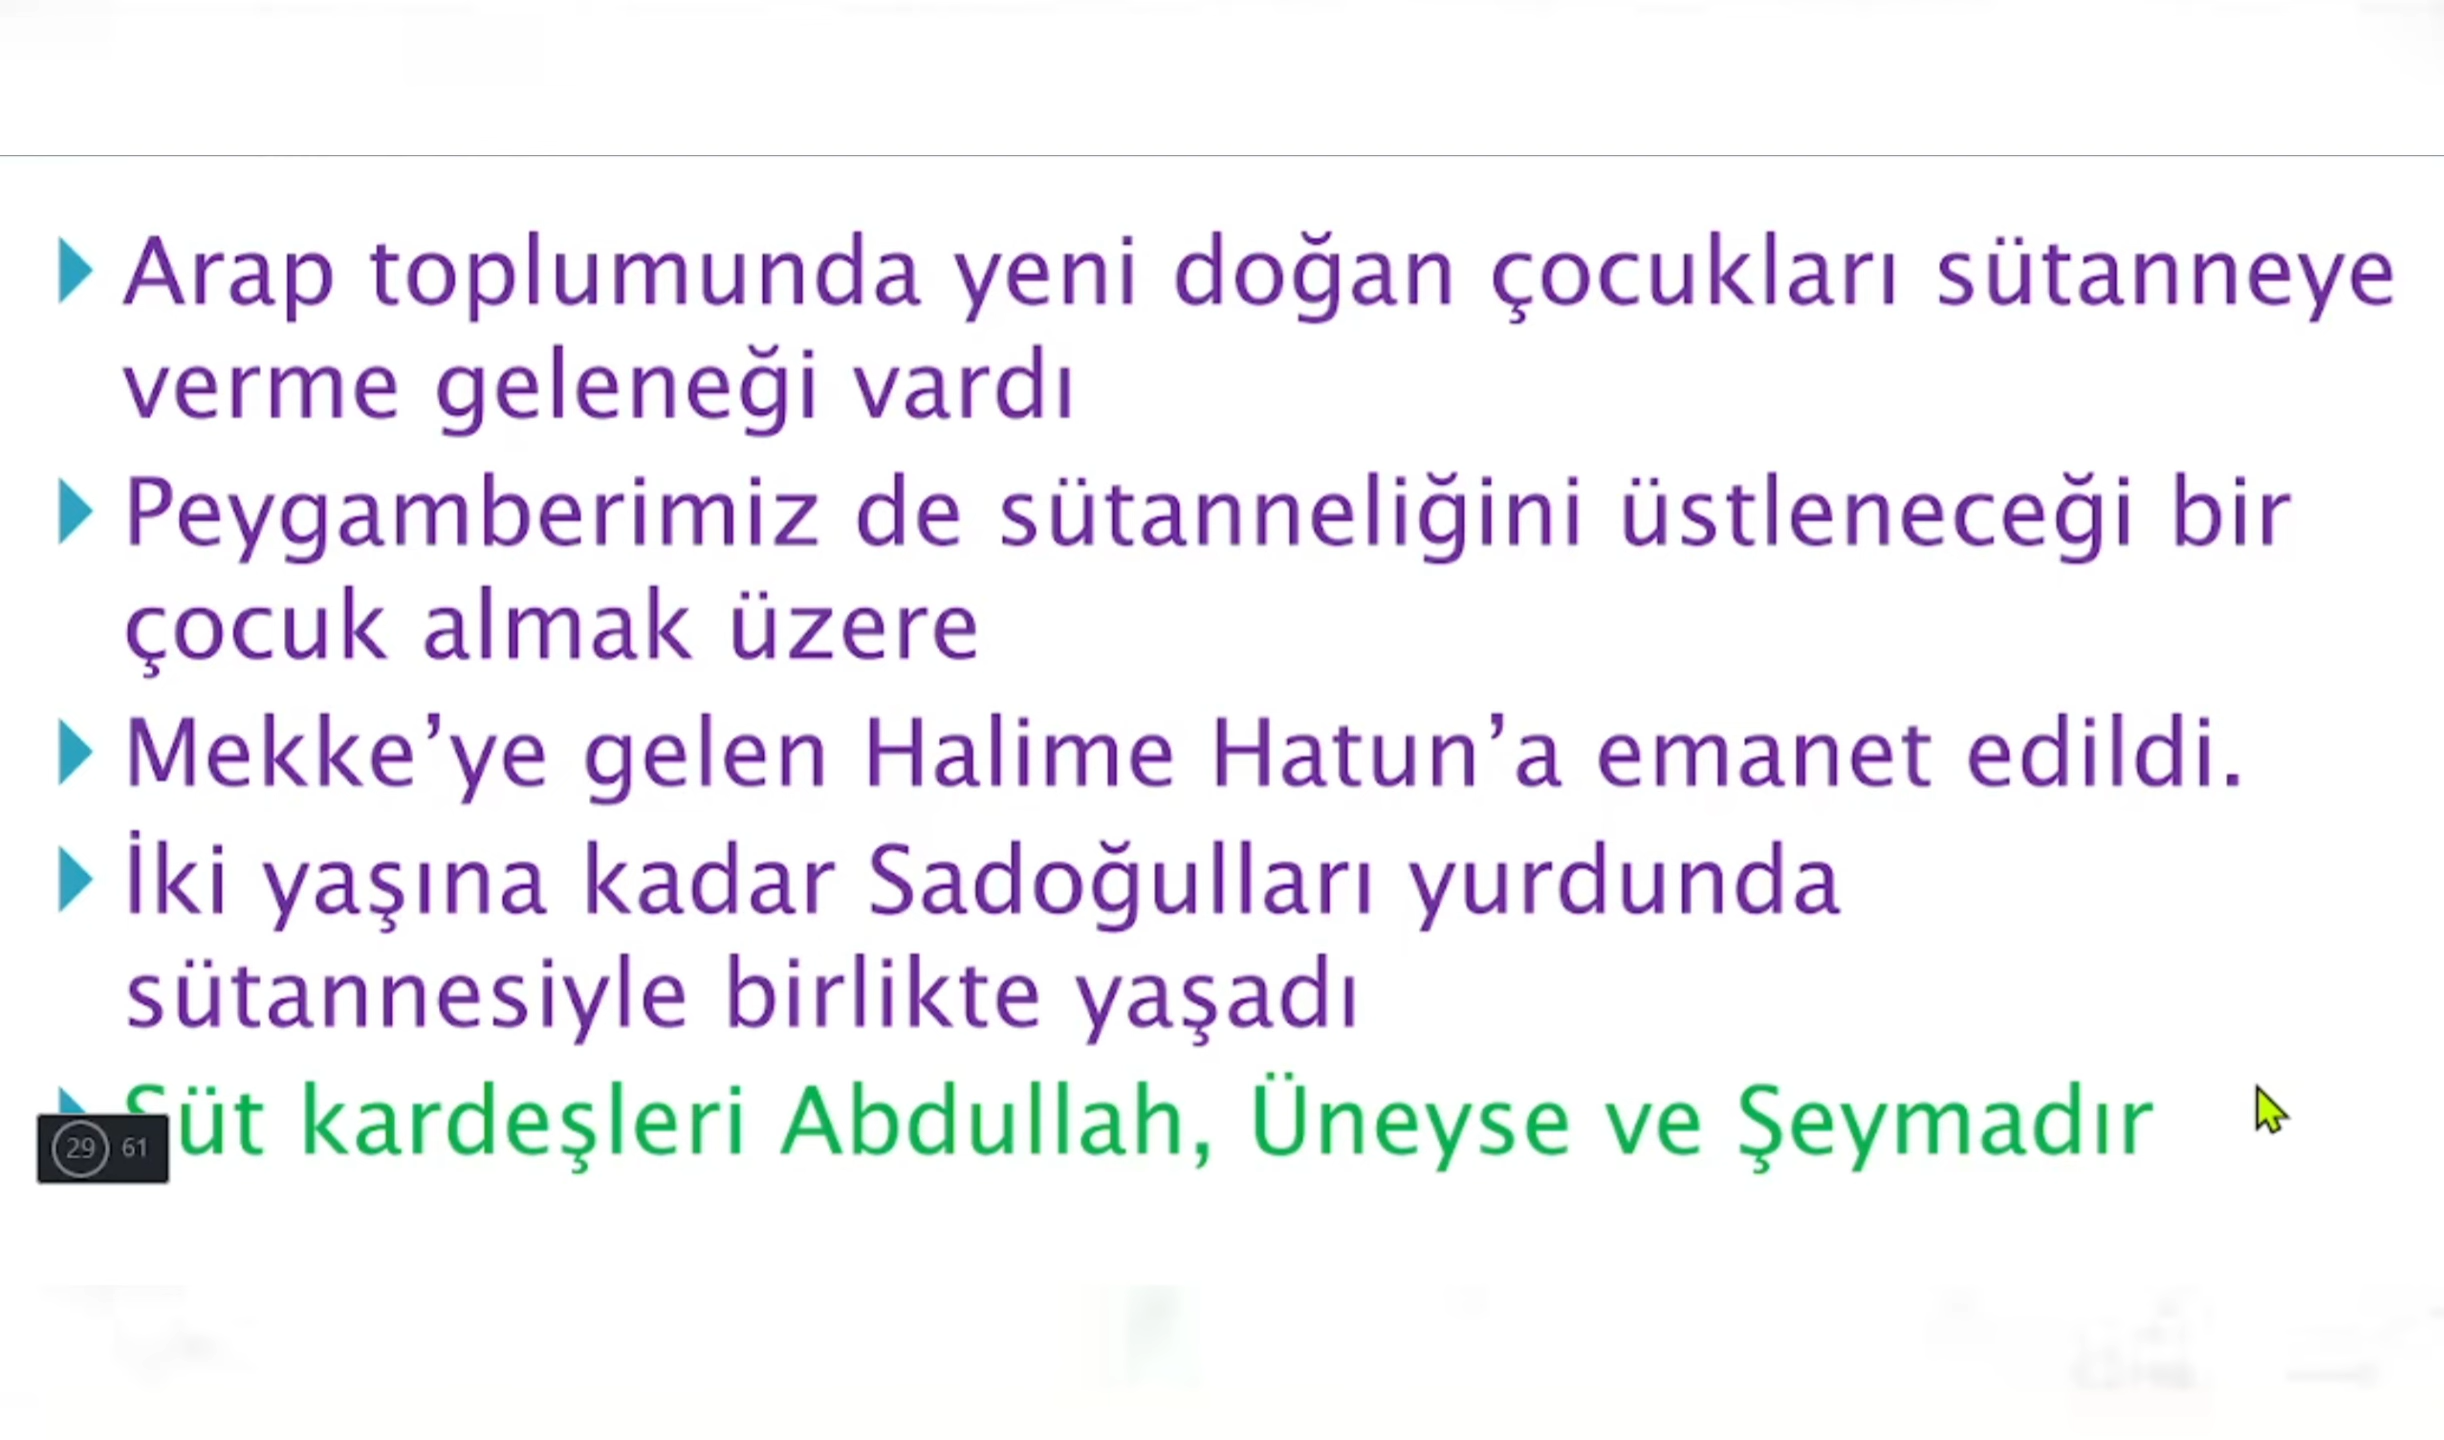 Arap toplumunda yeni doğan çocukları sütanneye
verme geleneği vardı
Peygamberimiz de sütanneliğini üstleneceği bir
çocuk almak üzere
Mekke’ye gelen Halime Hatun’a emanet edildi.
İki yaşına kadar Sadoğulları yurdunda
sütannesiyle birlikte yaşadı
Süt kardeşleri Abdullah, Üneyse ve Şeymadır
29 61